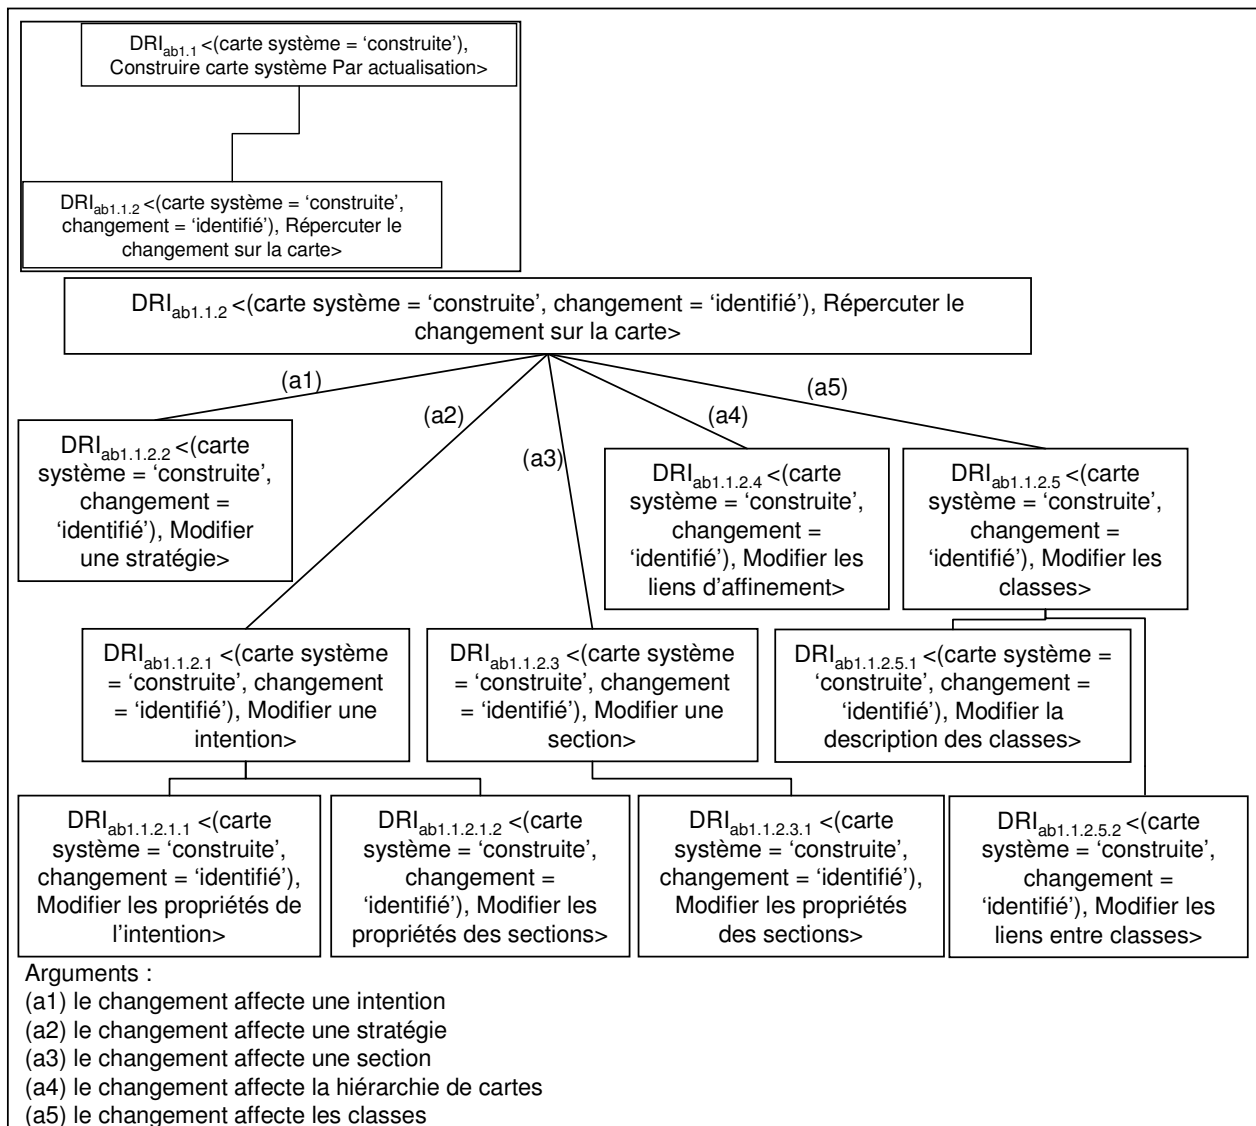 DRIab1.1 <(carte système = ‘construite’),
Construire carte système Par actualisation>
DRIab1.1.2 <(carte système = ‘construite’,
changement = ‘identifié’), Répercuter le
changement sur la carte>
DRIab1.1.2 <(carte système = ‘construite’, changement = ‘identifié’), Répercuter le
changement sur la carte>
(a1)
(a2)
(a3)
(a4)
(a5)
DRIab1.1.2.2 <(carte
système = ‘construite’,
changement =
‘identifié’), Modifier
une stratégie>
DRIab1.1.2.4 <(carte
système = ‘construite’,
changement =
‘identifié’), Modifier les
liens d’affinement>
DRIab1.1.2.5 <(carte
système = ‘construite’,
changement =
‘identifié’), Modifier les
classes>
DRIab1.1.2.1 <(carte système
= ‘construite’, changement
= ‘identifié’), Modifier une
intention>
DRIab1.1.2.3 <(carte système
= ‘construite’, changement
= ‘identifié’), Modifier une
section>
DRIab1.1.2.5.1 <(carte système =
‘construite’, changement =
‘identifié’), Modifier la
description des classes>
DRIab1.1.2.1.1 <(carte
système = ‘construite’,
changement = ‘identifié’),
Modifier les propriétés de
l’intention>
DRIab1.1.2.1.2 <(carte
système = ‘construite’,
changement =
‘identifié’), Modifier les
propriétés des sections>
DRIab1.1.2.3.1 <(carte
système = ‘construite’,
changement = ‘identifié’),
Modifier les propriétés
des sections>
DRIab1.1.2.5.2 <(carte
système = ‘construite’,
changement =
‘identifié’), Modifier les
liens entre classes>
Arguments :
(a1) le changement affecte une intention
(a2) le changement affecte une stratégie
(a3) le changement affecte une section
(a4) le changement affecte la hiérarchie de cartes
(a5) le changement affecte les classes